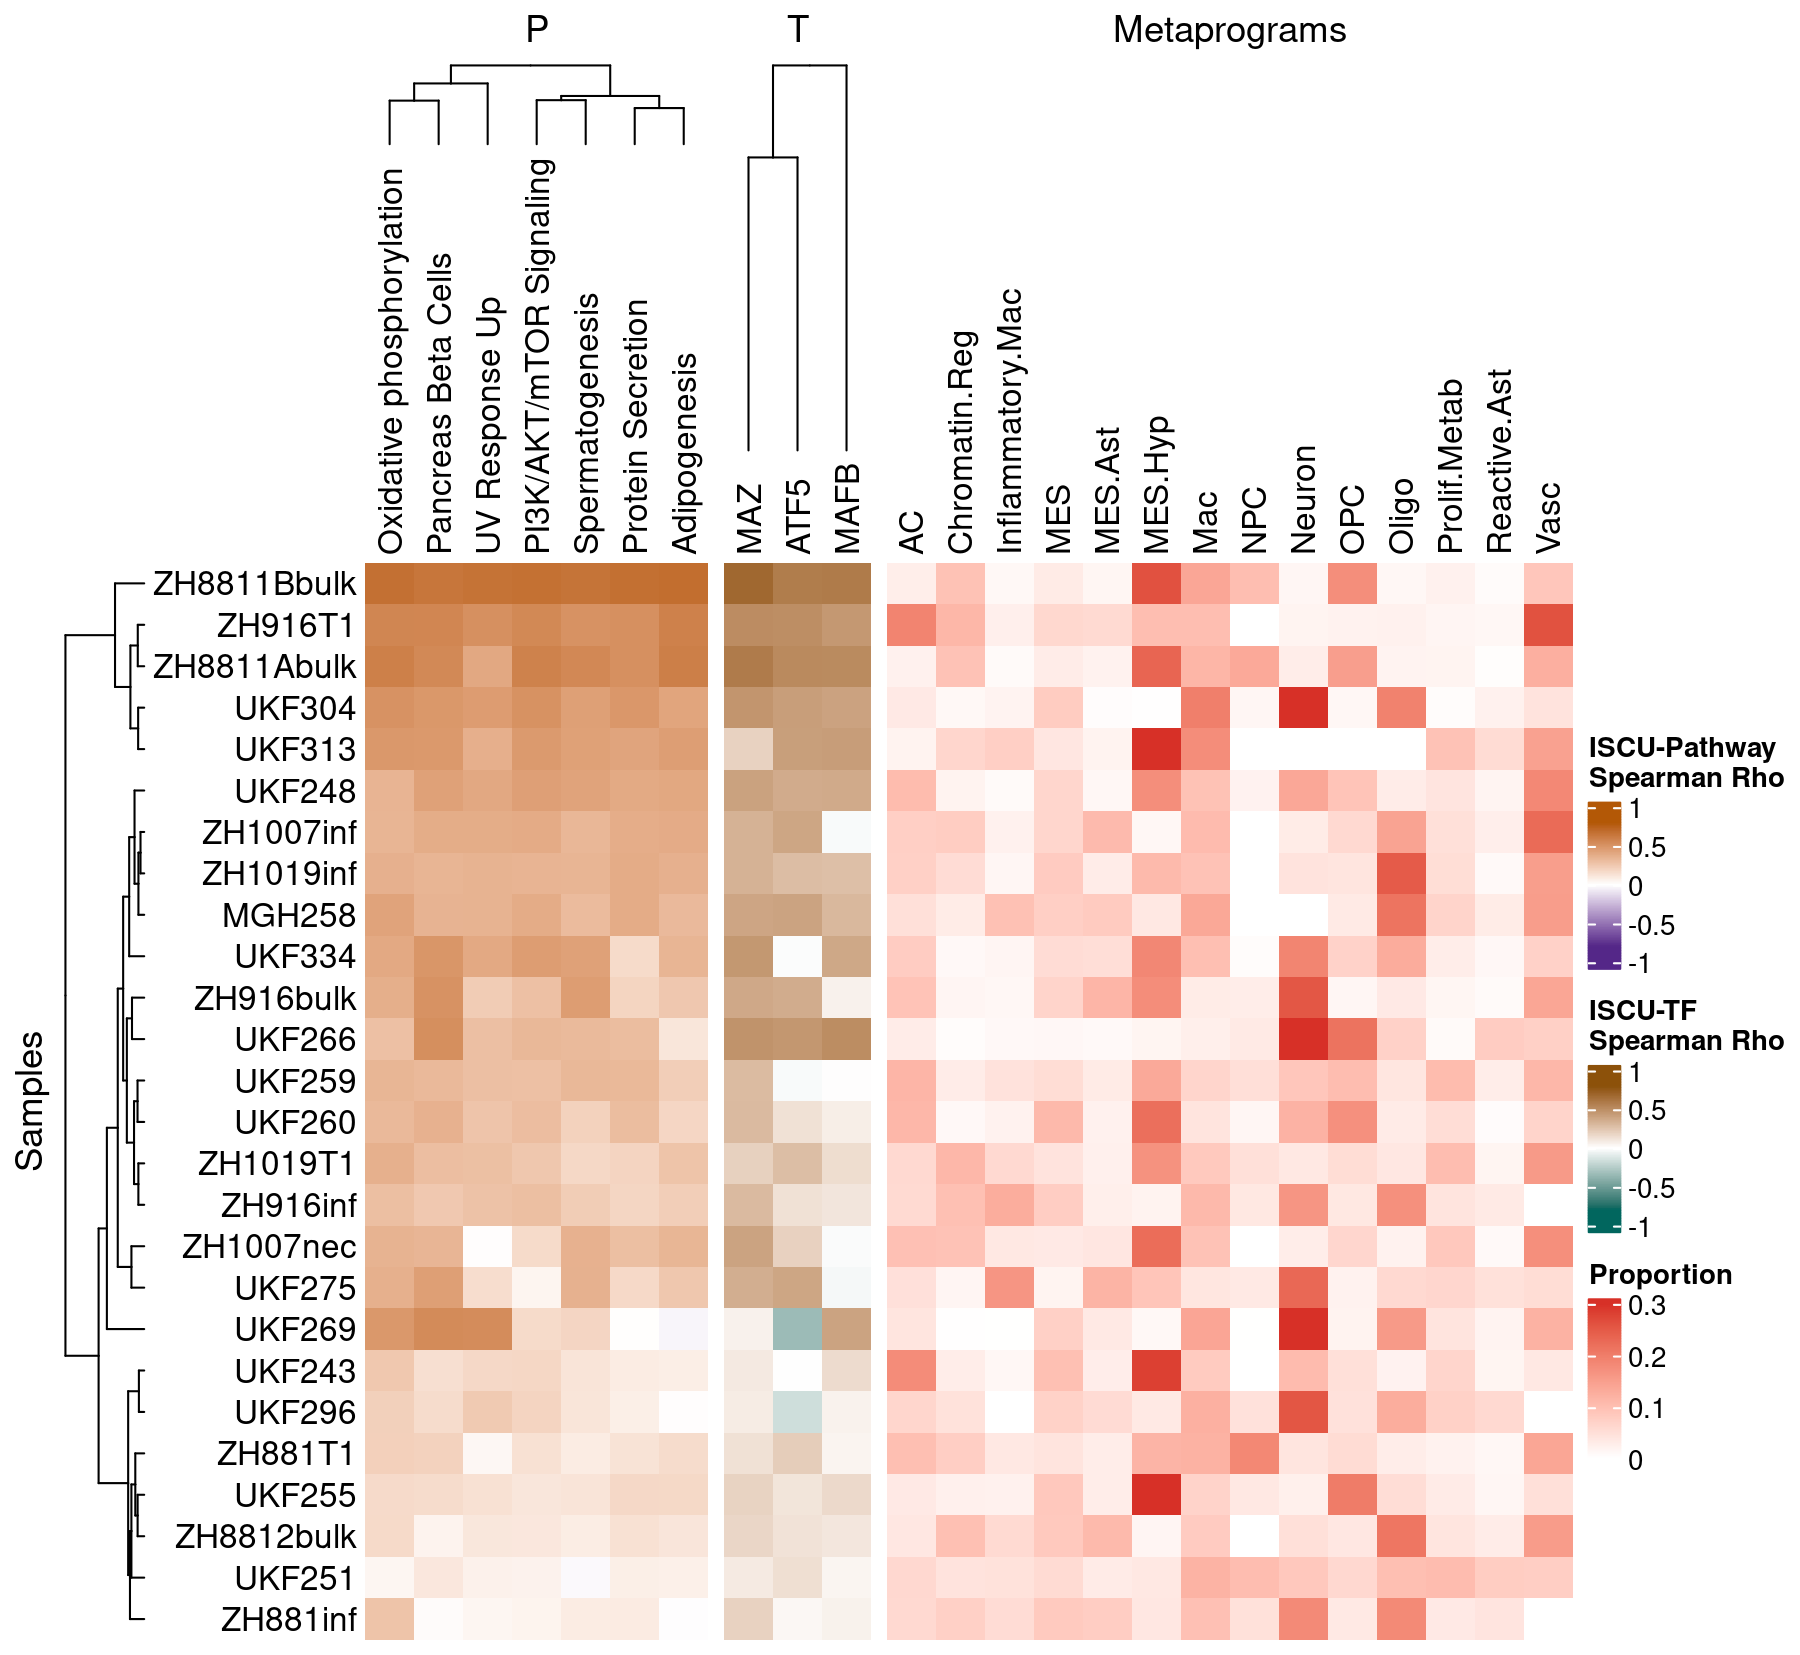 P
T
Metaprograms
Oxidative phosphorylation
Pancreas Beta Cells
UV Response Up
PI3K/AKT/mTOR Signaling
Spermatogenesis
Protein Secretion
Adipogenesis
MAZ
ATF5
MAFB
AC
Chromatin.Reg
Inflammatory.Mac
MES
MES.Ast
MES.Hyp
Mac
NPC
Neuron
OPC
Oligo
Prolif.Metab
Reactive.Ast
Vasc
Samples
ZH8811Bbulk
ZH916T1
ZH8811Abulk
UKF304
UKF313
UKF248
ZH1007inf
ZH1019inf
MGH258
UKF334
ZH916bulk
UKF266
UKF259
UKF260
ZH1019T1
ZH916inf
ZH1007nec
UKF275
UKF269
UKF243
UKF296
ZH881T1
UKF255
ZH8812bulk
UKF251
ZH881inf
ISCU-Pathway
Spearman Rho
1
0.5
0
-0.5
-1
ISCU-TF
Spearman Rho
1
0.5
0
-0.5
-1
Proportion
0.3
0.2
0.1
0